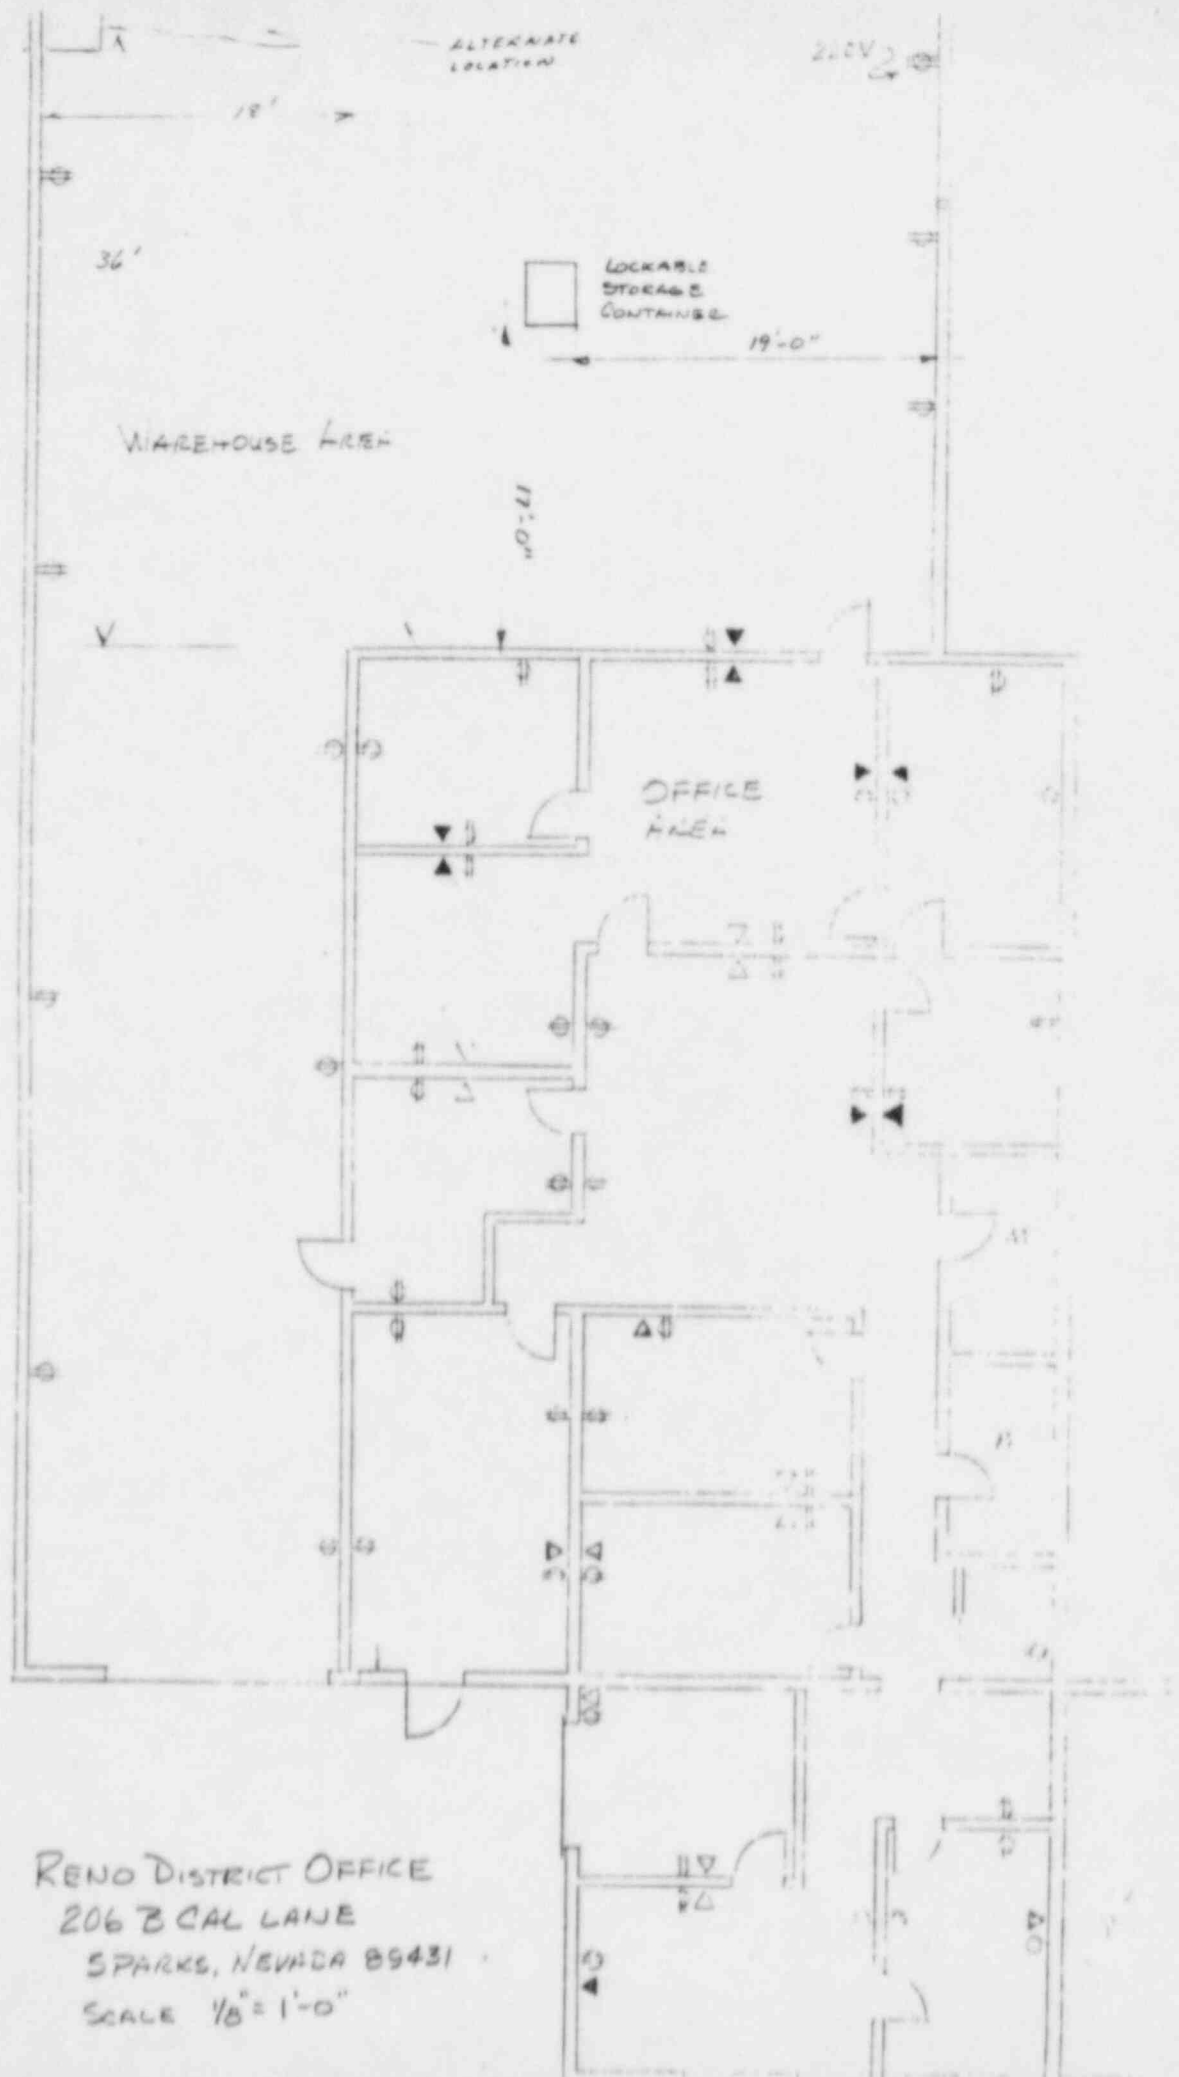 ALTERNATE
LOCATION
220V
18'
36'
LOCKABLE
STORAGE
CONTAINER
19'-0"
WAREHOUSE AREA
17'-0"
OFFICE
AREA
M
RENO DISTRICT OFFICE
206 B CAL LANE
SPARKS, NEVADA 89431
SCALE 1/8" = 1'-0"